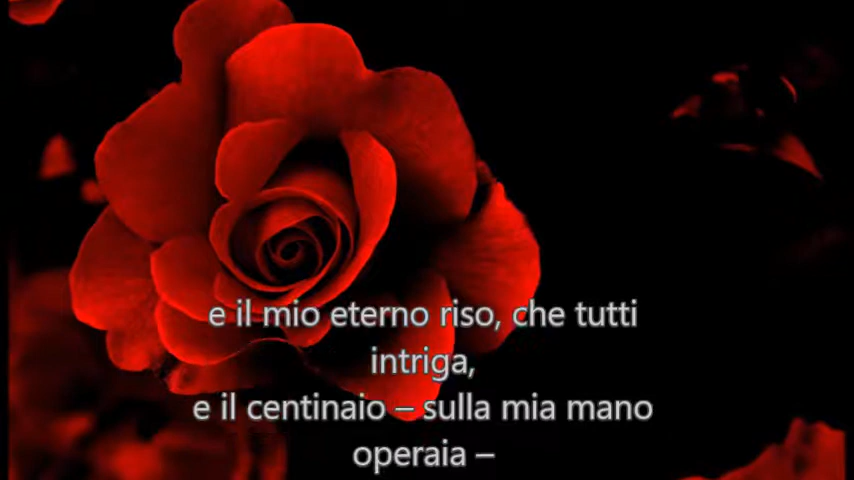 e il mio eterno riso, che tutti
intriga,
e il centinaio – sulla mia mano
operaia –